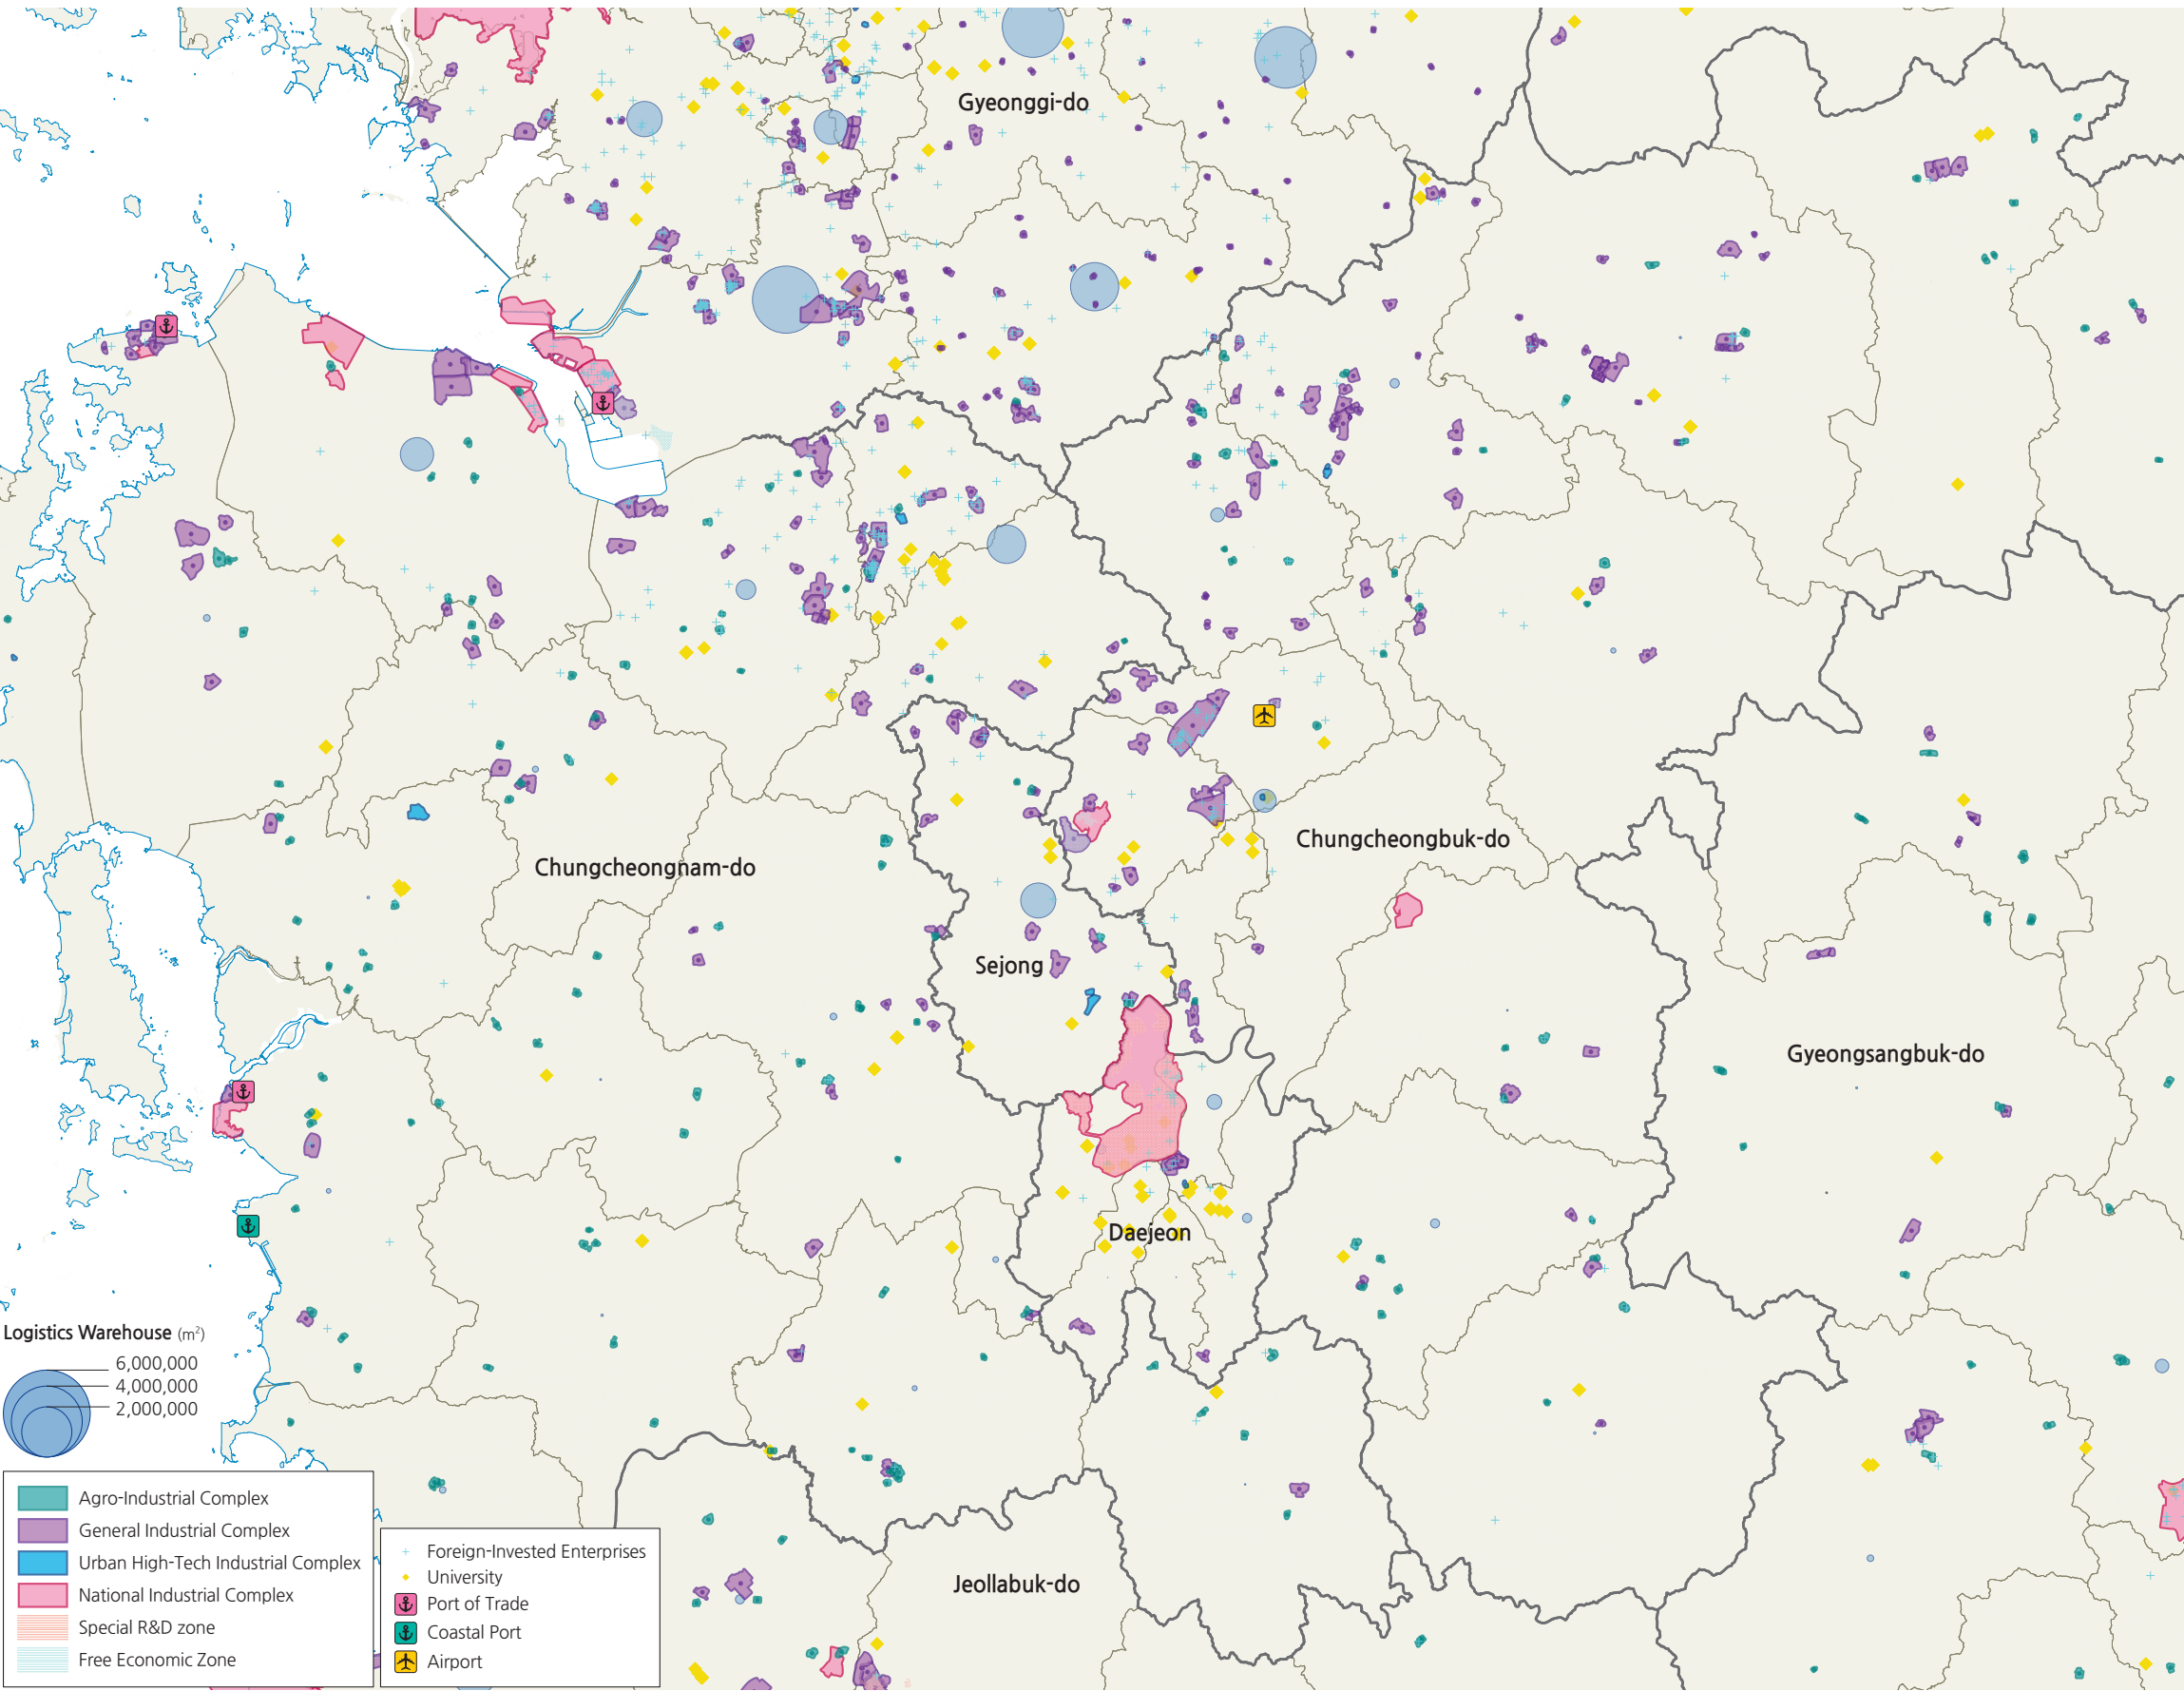 Gyeonggi-do
Chungcheongnam-do
Chungcheongbuk-do
Sejong
Gyeongsangbuk-do
Daejeon
Jeollabuk-do
Logistics Warehouse (m²)
6,000,000
4,000,000
2,000,000
Agro-Industrial Complex
General Industrial Complex
Urban High-Tech Industrial Complex
National Industrial Complex
Special R&D zone
Free Economic Zone
Foreign-Invested Enterprises
University
Port of Trade
Coastal Port
Airport